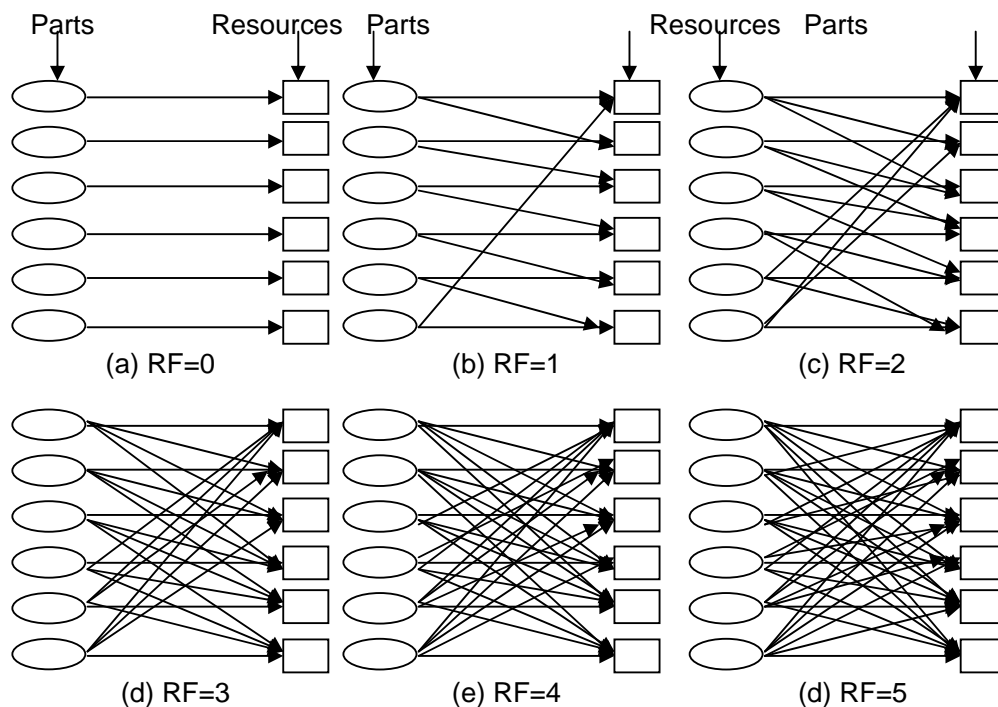 Parts Resources Parts Resources Parts
(a) RF=0 (b) RF=1 (c) RF=2
(d) RF=3 (e) RF=4 (d) RF=5